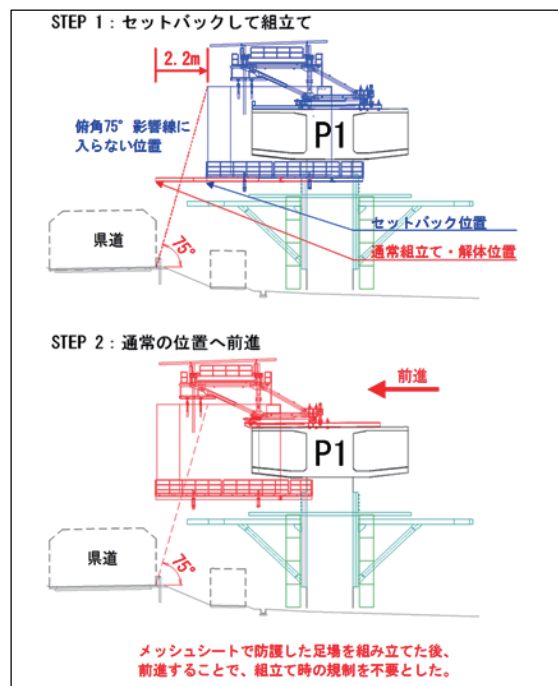 STEP 1：セットバックして組立て
2.2m
俯角75°影響線に
入らない位置
P1
セットバック位置
通常組立て・解体位置
県道
75°
STEP 2：通常の位置へ前進
前進
P1
県道
75°
メッシュシートで防護した足場を組み立てた後、
前進することで、組立て時の規制を不要とした。